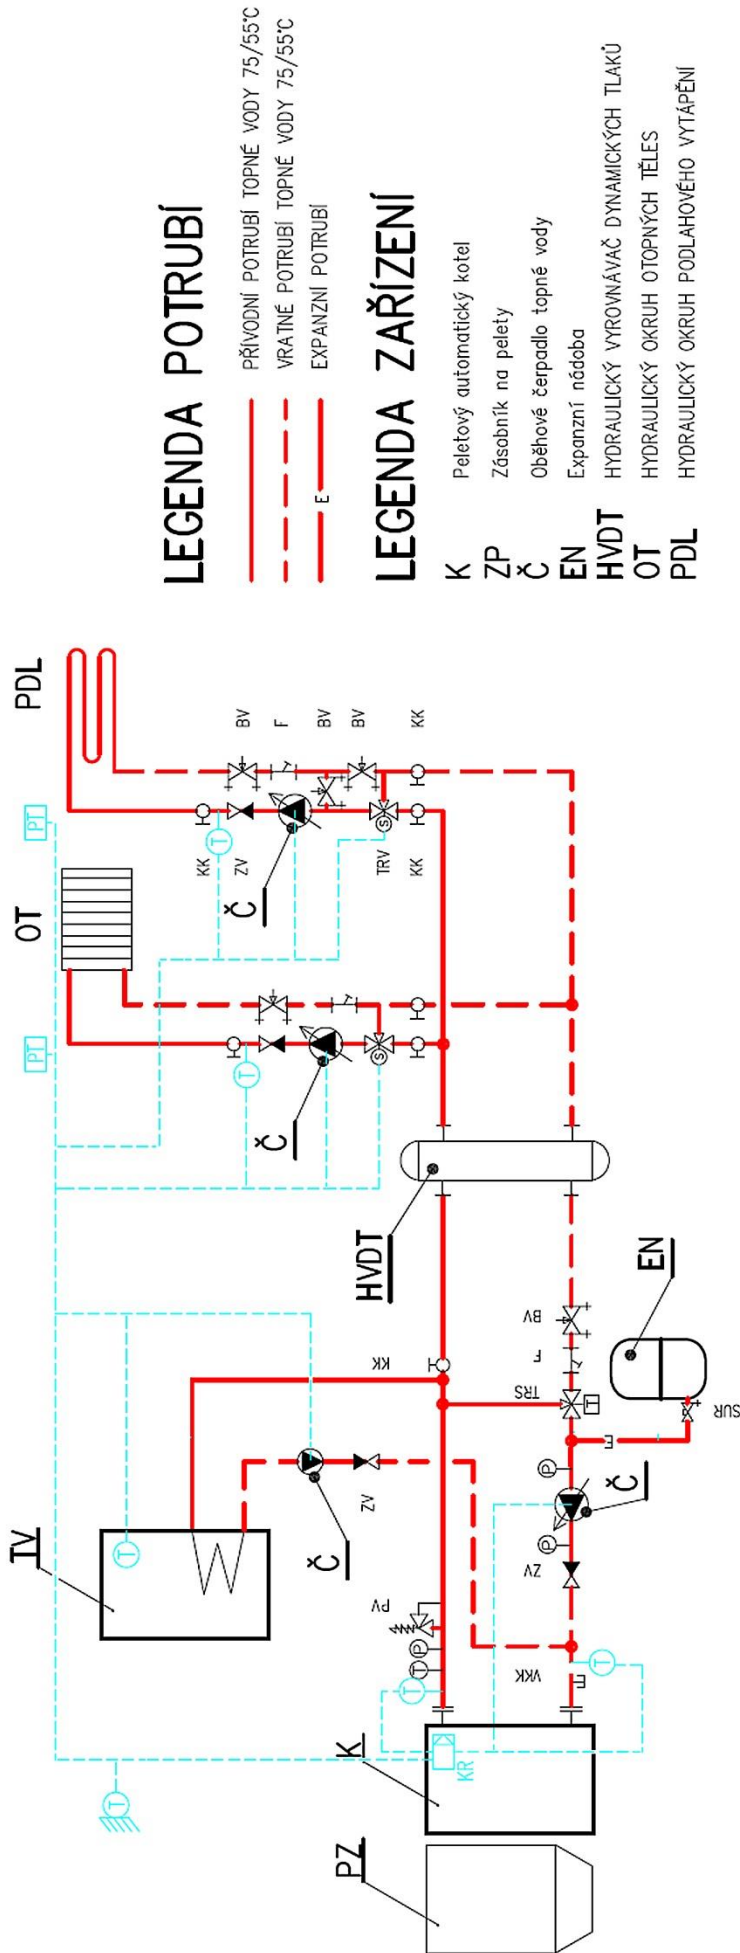 TV
OT
PDL
PT
PT
T
T
KK
T
T
ZV
BV
Č
Č
F
Č
BV
PZ
K
ZV
BV
HVDT
PV
KK
TRV
S
S
KK
KK
T
T
P
KR
VKK
ZV
TRS
F
BV
P
P
T
E
E
T
Č
EN
SUR
LEGENDA POTRUBÍ
PŘÍVODNÍ POTRUBÍ TOPNÉ VODY 75/55°C
VRATNÉ POTRUBÍ TOPNÉ VODY 75/55°C
E EXPANZNÍ POTRUBÍ
LEGENDA ZAŘÍZENÍ
K Peletový automatický kotel
ZP Zásobník na pelety
Č Oběhové čerpadlo topné vody
EN Expanzní nádoba
HVDT HYDRAULICKÝ VYROVNÁVAČ DYNAMICKÝCH TLAKŮ
OT HYDRAULICKÝ OKRUH OTOPNÝCH TĚLES
PDL HYDRAULICKÝ OKRUH PODLAHOVÉHO VYTÁPĚNÍ